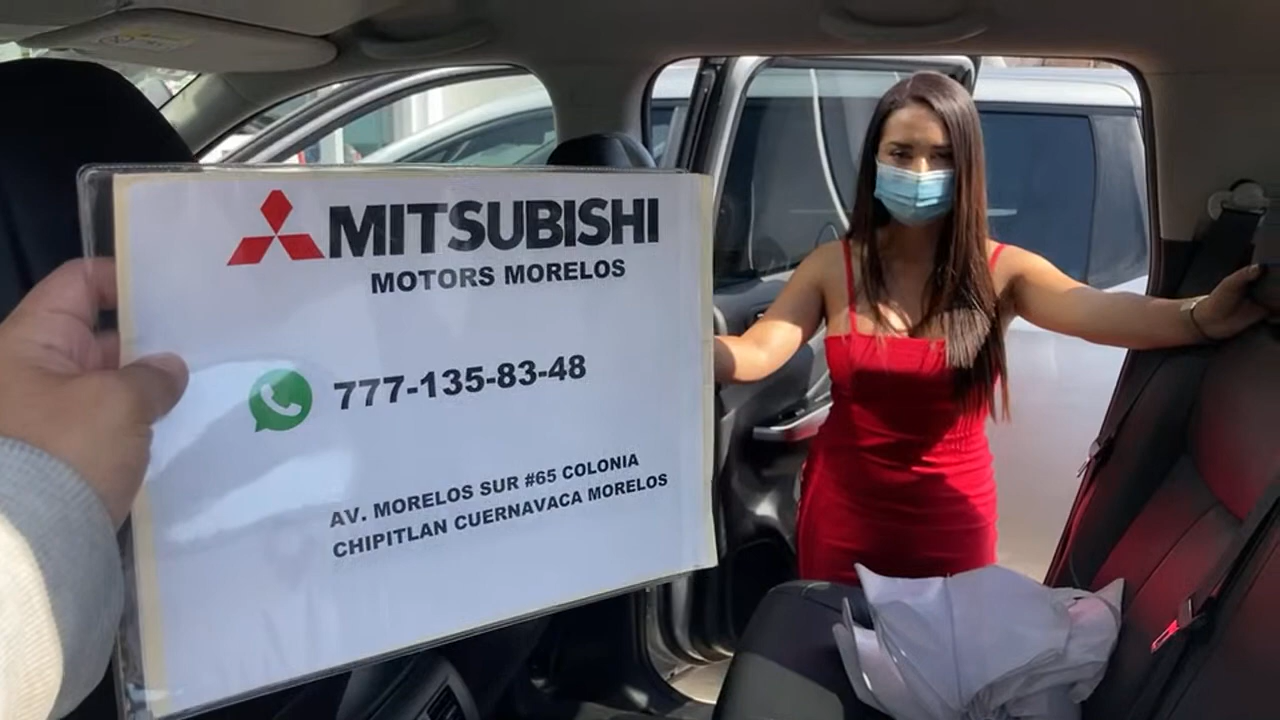 MITSUBISHI
MOTORS MORELOS
777-135-83-48
AV. MORELOS SUR #65 COLONIA
CHIPITLAN CUERNAVACA MORELOS